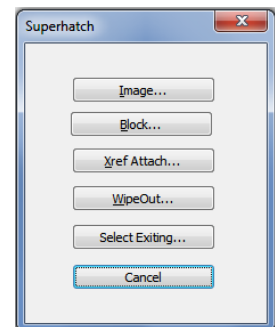 Superhatch
Image...
Block...
Xref Attach...
WipeOut...
Select Exiting...
Cancel